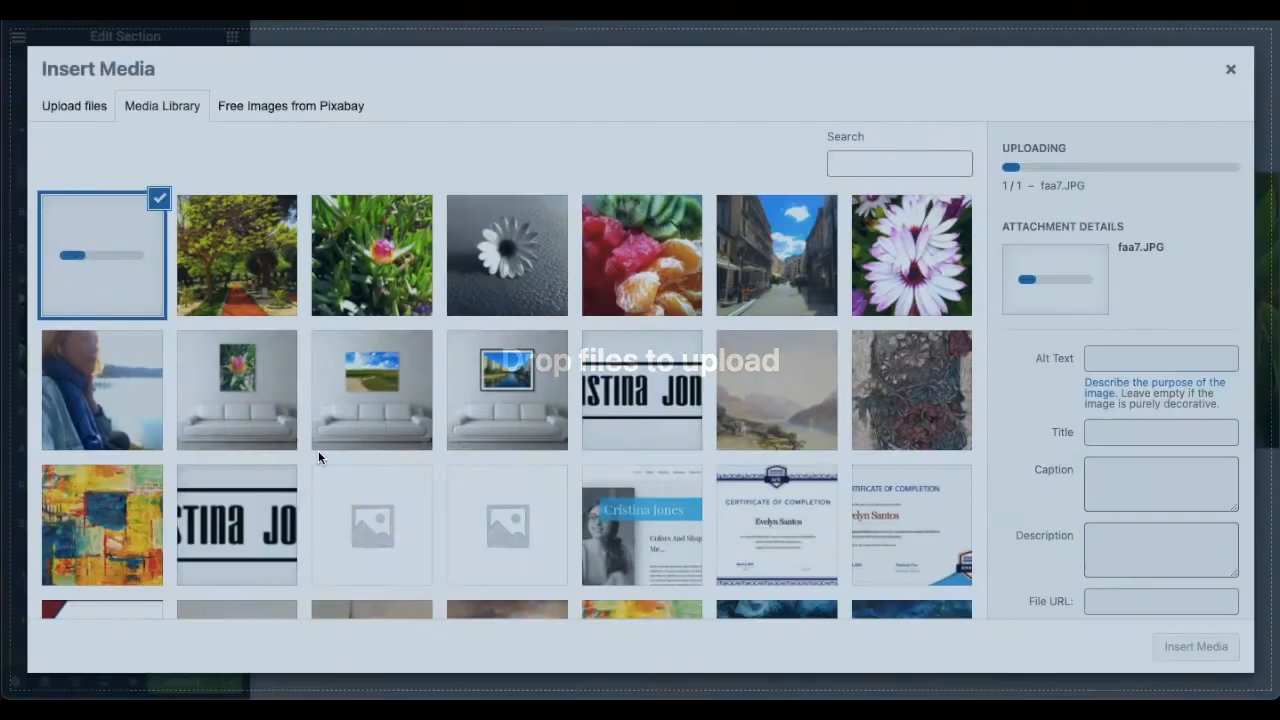 Edit Section
Insert Media
Upload files
Media Library
Free Images from Pixabay
Search
UPLOADING
1 / 1 – faa7.JPG
ATTACHMENT DETAILS
faa7.JPG
Drop files to upload
Alt Text
Describe the purpose of the
image. Leave empty if the
image is purely decorative.
Title
Caption
Description
File URL:
ISTINA JON
STINA JO
Cristina Jones
Colors And Shap
Me...
CERTIFICATE OF COMPLETION
Evelyn Santos
TIFICATE OF COMPLETION
elyn Santos
Insert Media